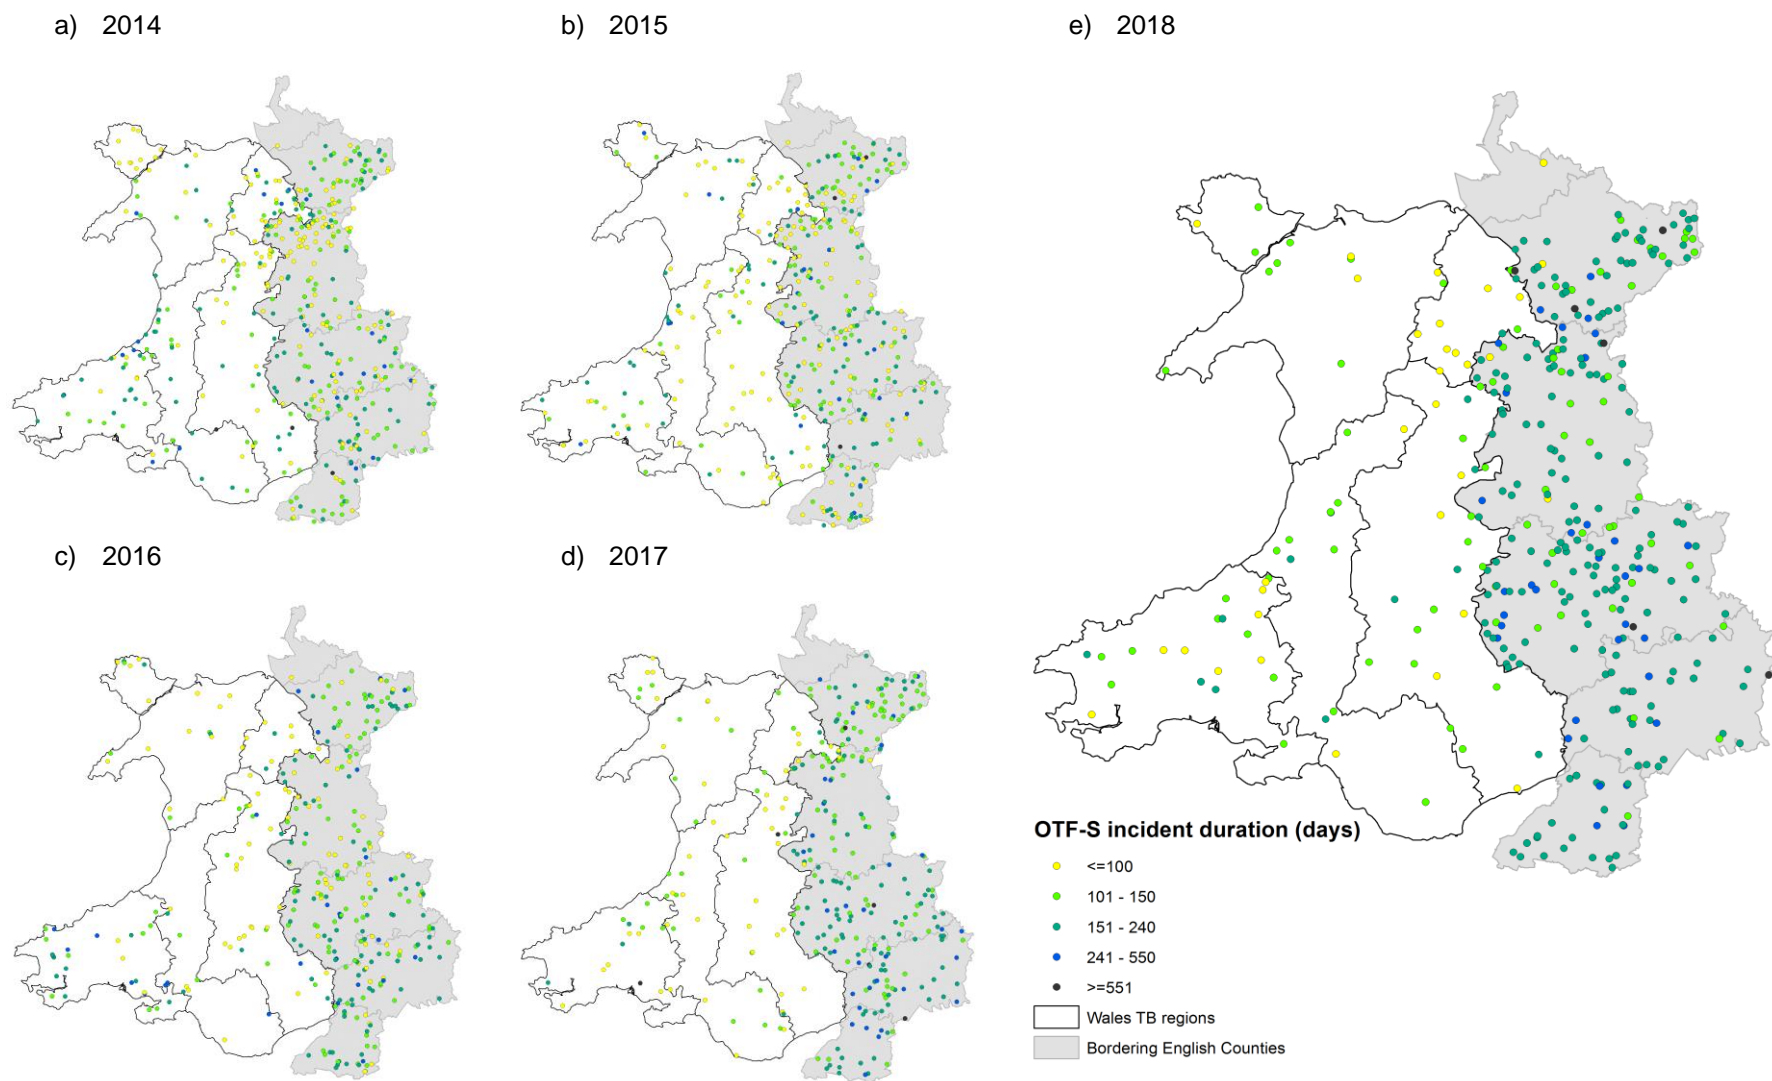 a) 2014
b) 2015
e) 2018
c) 2016
d) 2017
OTF-S incident duration (days)
<=100
101 - 150
151 - 240
241 - 550
>=551
Wales TB regions
Bordering English Counties